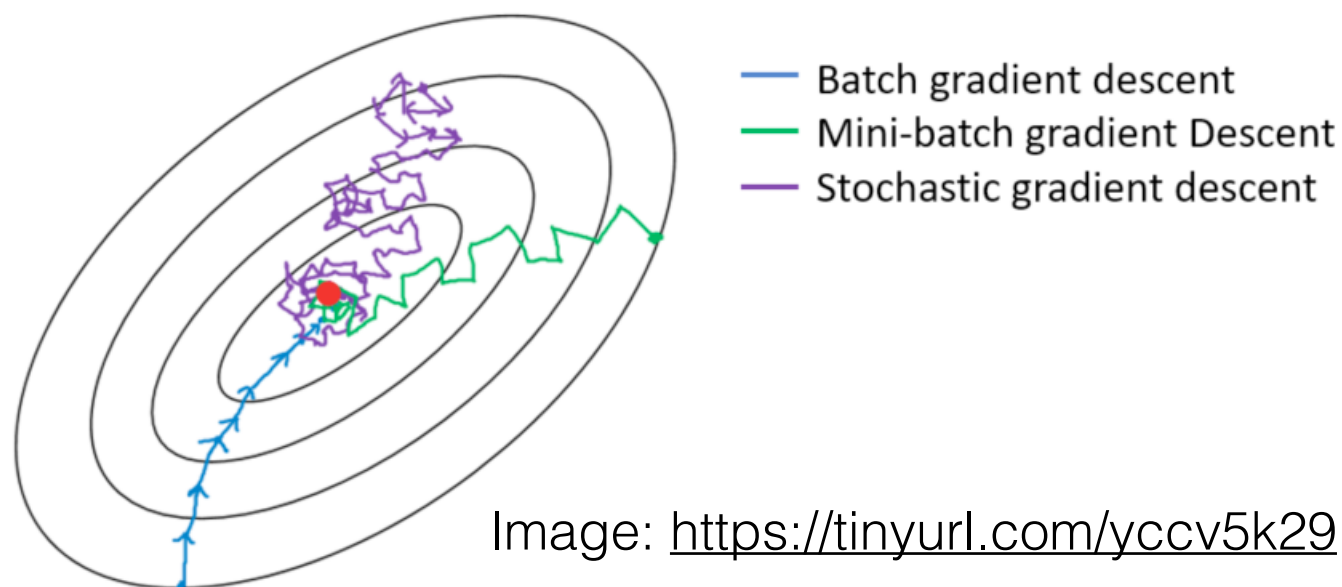 Batch gradient descent
Mini-batch gradient Descent
Stochastic gradient descent
Image: https://tinyurl.com/yccv5k29